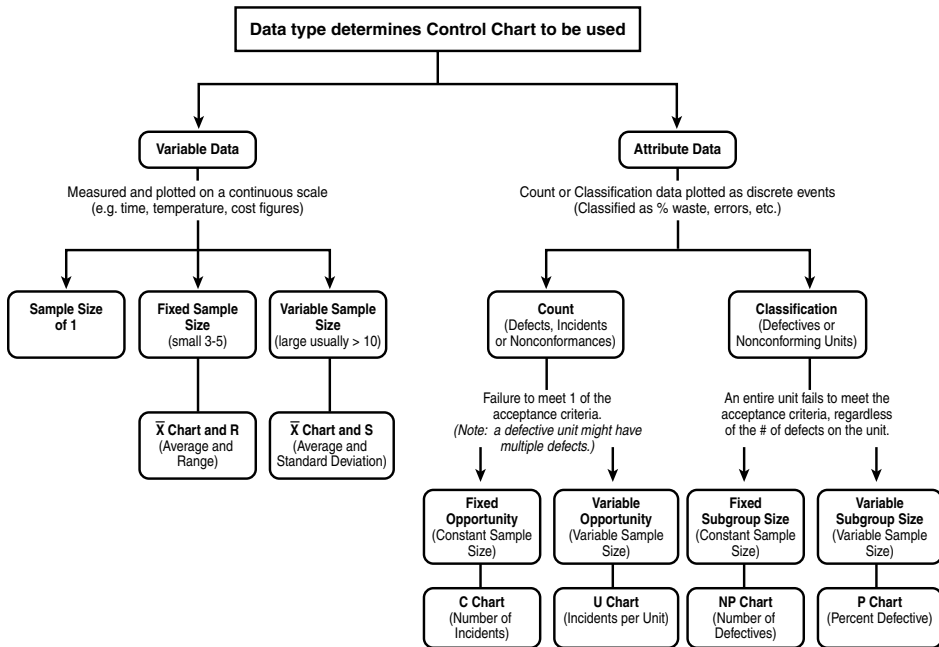 Data type determines Control Chart to be used
Variable Data
Measured and plotted on a continuous scale
(e.g. time, temperature, cost figures)
Sample Size
of 1
Fixed Sample
Size
(small 3-5)
Variable Sample
Size
(large usually > 10)
X̅ Chart and R
(Average and
Range)
X̅ Chart and S
(Average and
Standard Deviation)
Attribute Data
Count or Classification data plotted as discrete events
(Classified as % waste, errors, etc.)
Count
(Defects, Incidents
or Nonconformances)
Failure to meet 1 of the
acceptance criteria.
(Note: a defective unit might have
multiple defects.)
Classification
(Defectives or
Nonconforming Units)
An entire unit fails to meet the
acceptance criteria, regardless
of the # of defects on the unit.
Fixed
Opportunity
(Constant Sample
Size)
Variable
Opportunity
(Variable Sample
Size)
Fixed
Subgroup Size
(Constant Sample
Size)
Variable
Subgroup Size
(Variable Sample
Size)
C Chart
(Number of
Incidents)
U Chart
(Incidents per Unit)
NP Chart
(Number of
Defectives)
P Chart
(Percent Defective)